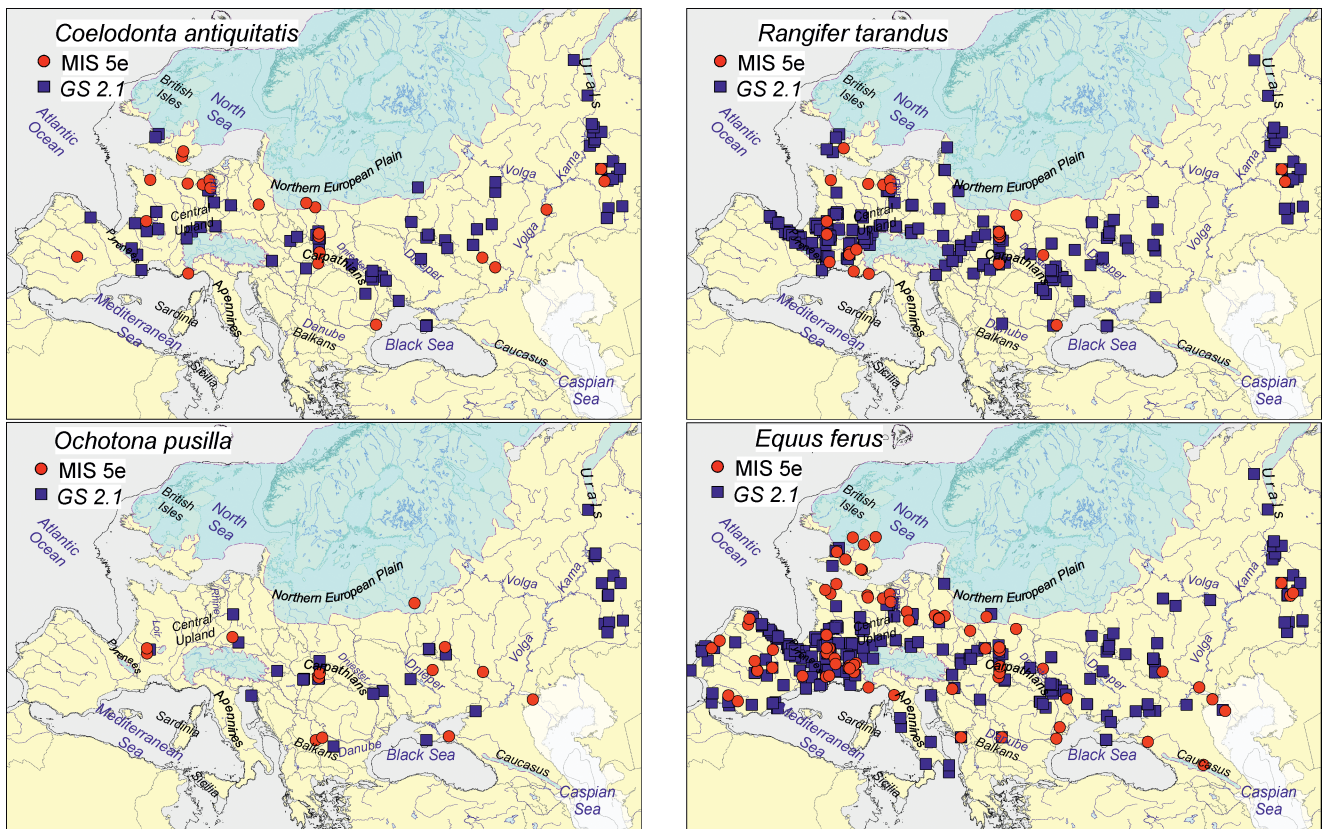 Coelodonta antiquitatis
MIS 5e
GS 2.1
British
Isles
North
Sea
Atlantic
Ocean
Urals
Kama
Volga
Northern European Plain
Central
Upland
Volga
Pyrenees
Carpathians
Dnieper
Mediterranean
Sea
Sardinia
Apennines
Danube
Balkans
Black Sea
Caucasus
Sicilia
Caspian
Sea
Rangifer tarandus
MIS 5e
GS 2.1
British
Isles
North
Sea
Atlantic
Ocean
Urals
Kama
Volga
Northern European Plain
Central
Upland
Volga
Carpathians
Dnieper
Mediterranean
Sea
Sardinia
Apennines
Danube
Balkans
Black Sea
Caucasus
Sicilia
Caspian
Sea
Ochotona pusilla
MIS 5e
GS 2.1
British
Isles
North
Sea
Atlantic
Ocean
Urals
Kama
Volga
Northern European Plain
Rhine
Central
Upland
Volga
Pyrenees
Carpathians
Dniester
Dnieper
Mediterranean
Sea
Sardinia
Apennines
Balkans
Danube
Black Sea
Caucasus
Sicilia
Caspian
Sea
Equus ferus
MIS 5e
GS 2.1
British
Isles
North
Sea
Atlantic
Ocean
Urals
Kama
Volga
Northern European Plain
Central
Upland
Volga
Carpathians
Dnieper
Mediterranean
Sea
Sardinia
Apennines
Danube
Balkans
Black Sea
Caucasus
Sicilia
Caspian
Sea